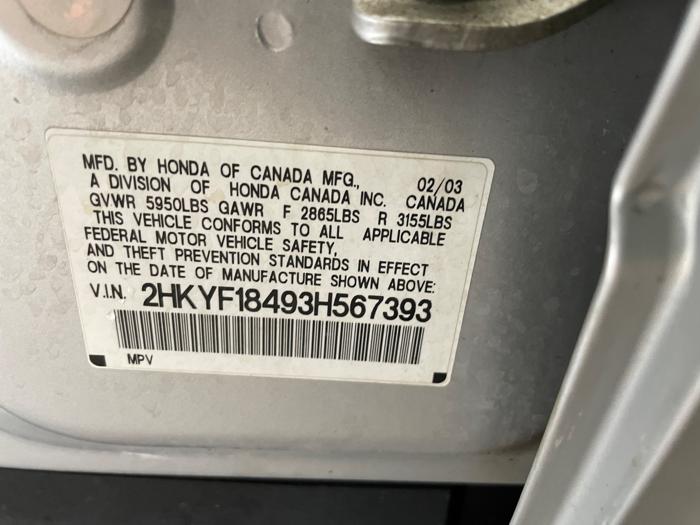 MFD. BY HONDA OF CANADA MFG., 02/03
A DIVISION OF HONDA CANADA INC. CANADA
GVWR 5950LBS GAWR F 2865LBS R 3155LBS
THIS VEHICLE CONFORMS TO ALL APPLICABLE
FEDERAL MOTOR VEHICLE SAFETY,
AND THEFT PREVENTION STANDARDS IN EFFECT
ON THE DATE OF MANUFACTURE SHOWN ABOVE:
V.I.N. 2HKYF18493H567393
MPV